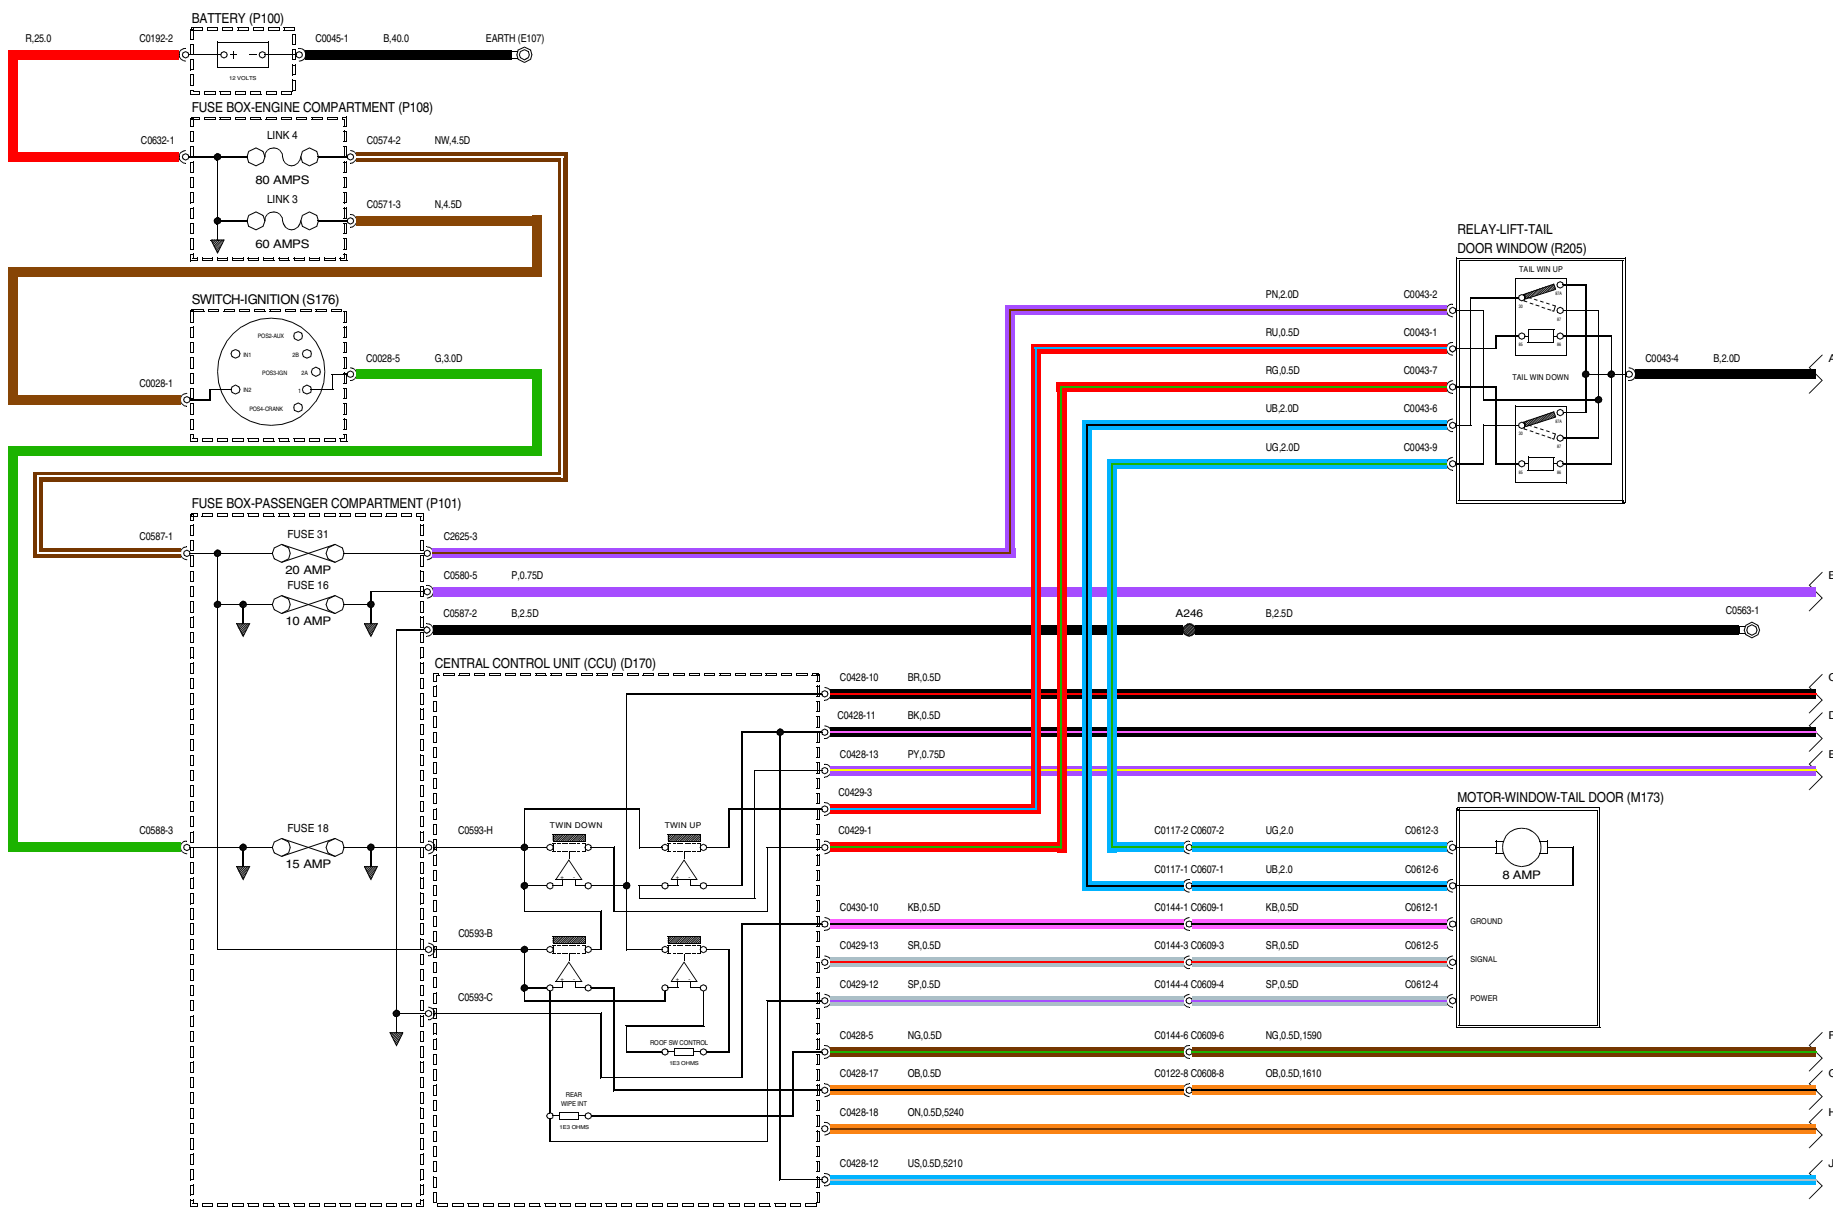 BATTERY (P100)
R,25.0 C0192-2 C0045-1 B,40.0 EARTH (E107)
+ −
12 VOLTS
FUSE BOX-ENGINE COMPARTMENT (P108)
C0632-1 LINK 4 C0574-2 NW,4.5D
80 AMPS
LINK 3 C0571-3 N,4.5D
60 AMPS
SWITCH-IGNITION (S176)
POS2-AUX
IN1 2B
POS3-IGN 2A
C0028-5 G,3.0D
C0028-1 IN2 1
POS4-CRANK
RELAY-LIFT-TAIL
DOOR WINDOW (R205)
TAIL WIN UP
PN,2.0D C0043-2
87A
30 87
RU,0.5D C0043-1
85 86
RG,0.5D C0043-7 TAIL WIN DOWN
C0043-4 B,2.0D A
UB,2.0D C0043-6
87A
30 87
UG,2.0D C0043-9
85 86
FUSE BOX-PASSENGER COMPARTMENT (P101)
C0587-1 FUSE 31 C2625-3
20 AMP
FUSE 16 C0580-5 P,0.75D
10 AMP
C0587-2 B,2.5D A246 B,2.5D C0563-1
CENTRAL CONTROL UNIT (CCU) (D170)
C0428-10 BR,0.5D
C0428-11 BK,0.5D D
C0428-13 PY,0.75D
C0429-3
MOTOR-WINDOW-TAIL DOOR (M173)
C0588-3 FUSE 18 C0593-H TWIN DOWN TWIN UP C0429-1 C0117-2 C0607-2 UG,2.0 C0612-3
15 AMP
8 AMP
C0117-1 C0607-1 UB,2.0 C0612-6
C0430-10 KB,0.5D C0144-1 C0609-1 KB,0.5D C0612-1 GROUND
C0593-B
C0429-13 SR,0.5D C0144-3 C0609-3 SR,0.5D C0612-5 SIGNAL
C0593-C C0429-12 SP,0.5D C0144-4 C0609-4 SP,0.5D C0612-4 POWER
ROOF SW CONTROL
1E3 OHMS
C0428-5 NG,0.5D C0144-6 C0609-6 NG,0.5D,1590
C0428-17 OB,0.5D C0122-8 C0608-8 OB,0.5D,1610
REAR
WIPE INT
1E3 OHMS
C0428-18 ON,0.5D,5240 H
C0428-12 US,0.5D,5210 J